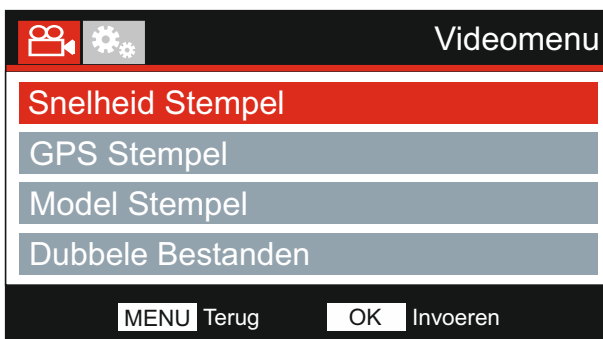 Videomenu
Snelheid Stempel
GPS Stempel
Model Stempel
Dubbele Bestanden
MENU Terug OK Invoeren